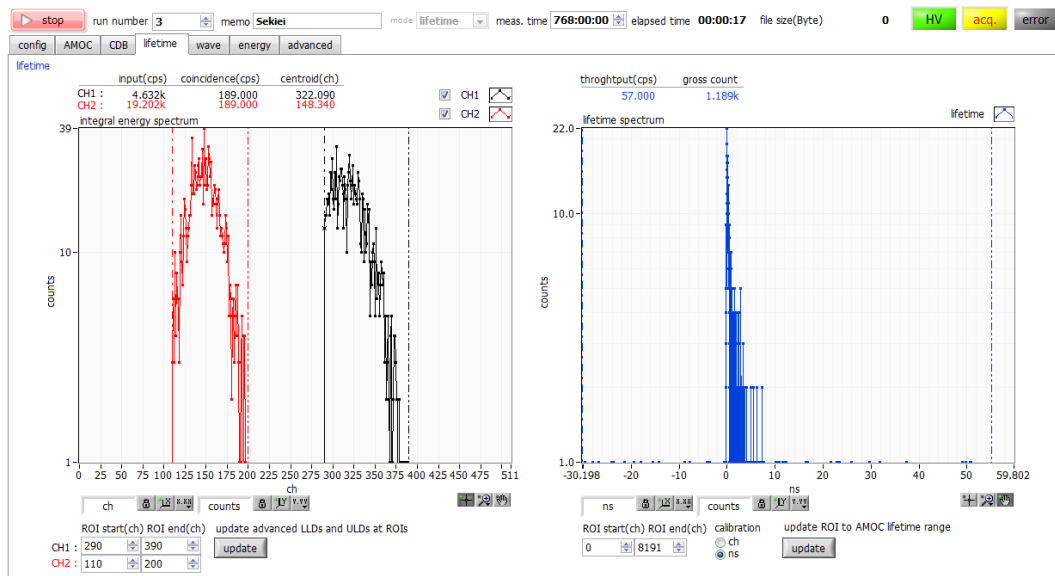 stop run number 3 memo Sekiei mode lifetime meas. time 768:00:00 elapsed time 00:00:17 file size(Byte) 0 HV acq. error
config AMOC CDB lifetime wave energy advanced
lifetime
input(cps) coincidence(cps) centroid(ch)
CH1 : 4.632k 189.000 322.090
CH2 : 19.202k 189.000 148.340
CH1
CH2
integral energy spectrum
39
10
1
counts
0 25 50 75 100 125 150 175 200 225 250 275 300 325 350 375 400 425 450 475 511
ch
ch X.XX counts Y.YY
ROI start(ch) ROI end(ch) update advanced LLDs and ULDs at ROIs
CH1 : 290 390 update
CH2 : 110 200
throghtput(cps) gross count
57.000 1.189k
lifetime
lifetime spectrum
22.0
10.0
1.0
counts
-30.198 -20 -10 0 10 20 30 40 50 59.802
ns
ns X.XX counts Y.YY
ROI start(ch) ROI end(ch) calibration update ROI to AMOC lifetime range
0 8191 ch
ns update